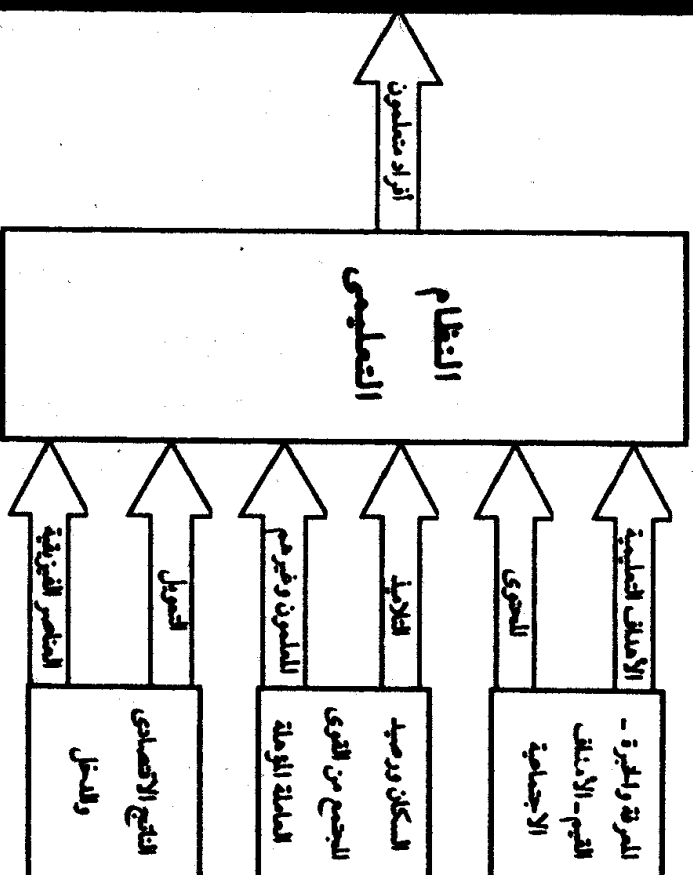 المعرفة والخبرة -
القيم - الأهداف
الاجتماعية
الأهداف التعليمية
المحتوى
السكان ورصيد
المجتمع من القوى
العاملة المؤهلة
التلاميذ
المعلمون وغيرهم
الناتج الاقتصادى
والدخل
التمويل
العناصر الفيزيقية
النظام
التعليمى
أفراد متعلمون